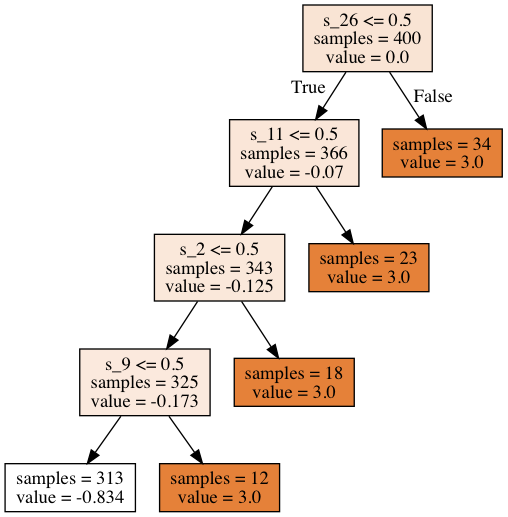 s_26 <= 0.5
samples = 400
value = 0.0
True
False
s_11 <= 0.5
samples = 366
value = -0.07
samples = 34
value = 3.0
s_2 <= 0.5
samples = 343
value = -0.125
samples = 23
value = 3.0
s_9 <= 0.5
samples = 325
value = -0.173
samples = 18
value = 3.0
samples = 313
value = -0.834
samples = 12
value = 3.0